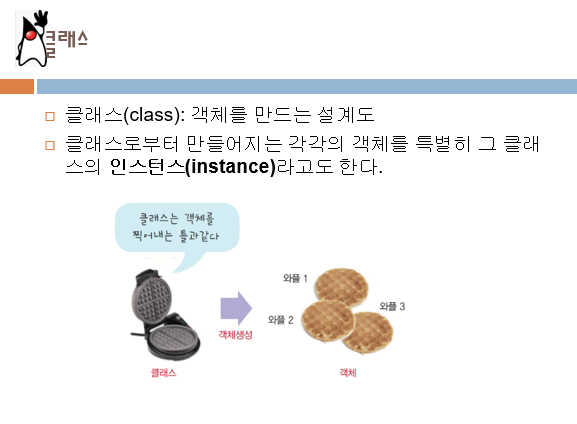 클래스
클래스(class): 객체를 만드는 설계도
클래스로부터 만들어지는 각각의 객체를 특별히 그 클래
스의 인스턴스(instance)라고도 한다.
클래스는 객체를
찍어내는 틀과같다
와플 1
와플 2
와플 3
객체생성
클래스
객체